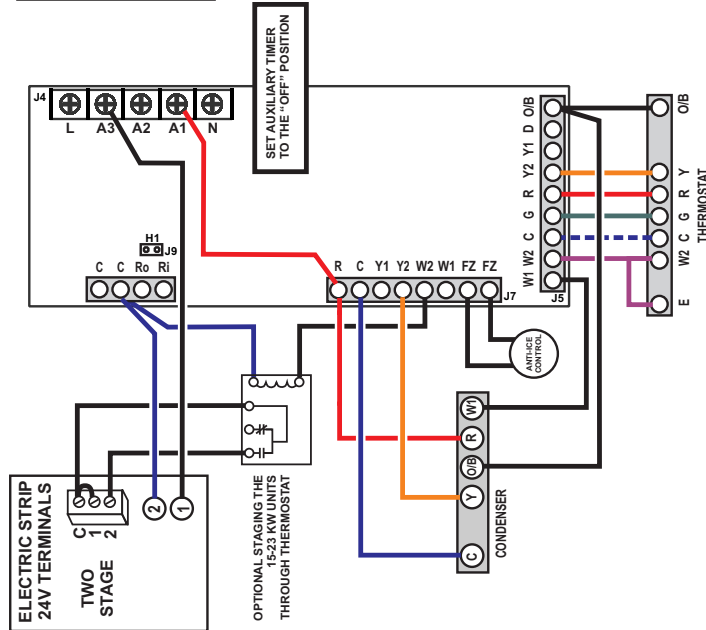 SET AUXILIARY TIMER
TO THE "OFF" POSITION
J4
L A3 A2 A1 N
H1
J9
C C Ro Ri
R C Y1 Y2 W2 W1 FZ FZ
J7
W1 W2 C G R Y2 Y1 D O/B
J5
E W2 C G R Y O/B
THERMOSTAT
ANTI-ICE
CONTROL
C Y O/B R W1
CONDENSER
OPTIONAL STAGING THE
15-23 KW UNITS
THROUGH THERMOSTAT
ELECTRIC STRIP
24V TERMINALS
TWO
STAGE
C 1 2
2
1